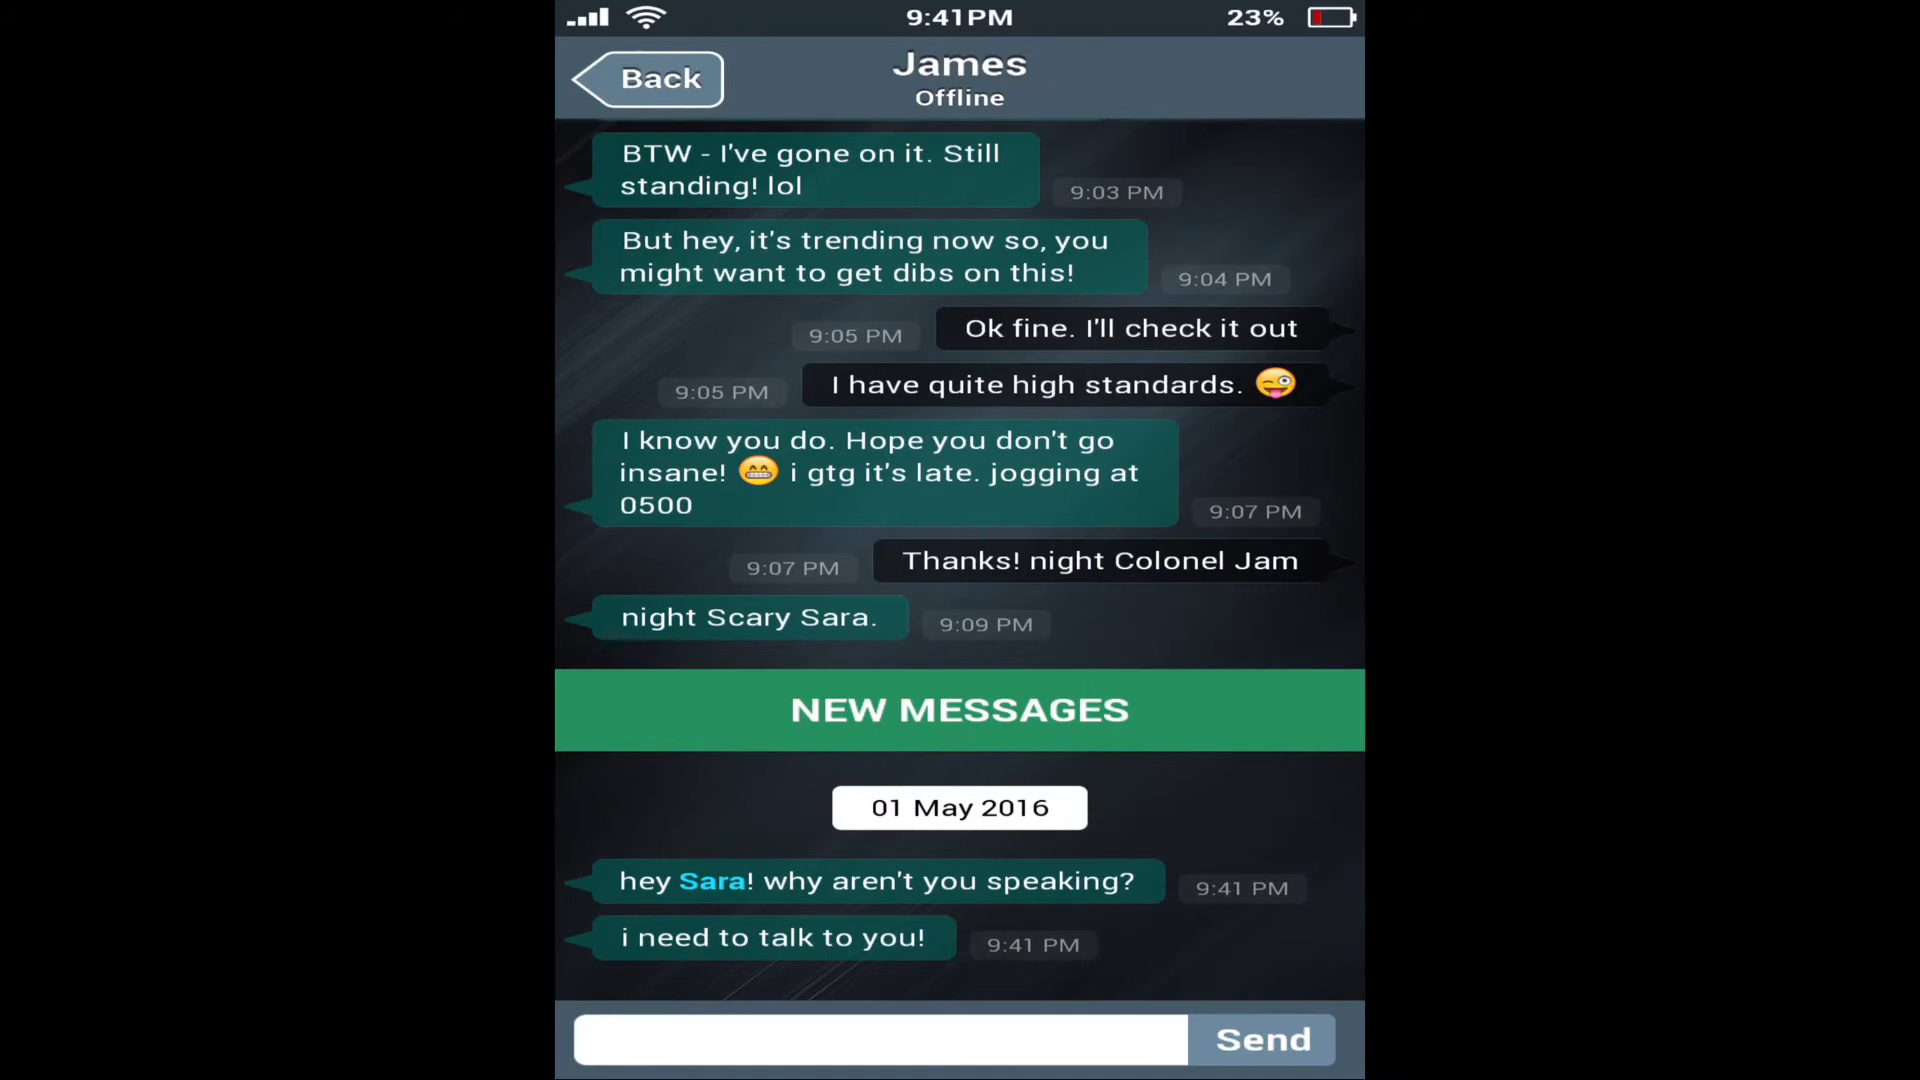 9:41PM
23%
Back
James
Offline
BTW - I've gone on it. Still
standing! lol
9:03 PM
But hey, it's trending now so, you
might want to get dibs on this!
9:04 PM
9:05 PM
Ok fine. I'll check it out
9:05 PM
I have quite high standards. 😜
I know you do. Hope you don't go
insane! 😁 i gtg it's late. jogging at
0500
9:07 PM
9:07 PM
Thanks! night Colonel Jam
night Scary Sara.
9:09 PM
NEW MESSAGES
01 May 2016
hey Sara! why aren't you speaking?
9:41 PM
i need to talk to you!
9:41 PM
Send